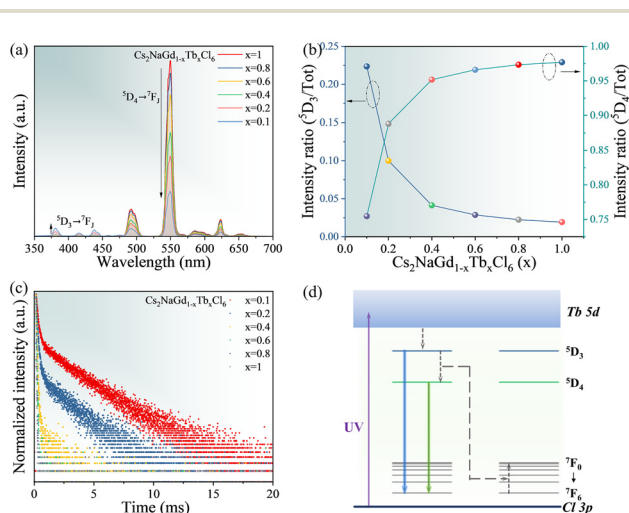 (a)
Cs₂NaGd₁₋ₓTbₓCl₆
x=1
x=0.8
x=0.6
x=0.4
x=0.2
x=0.1
⁵D₄→⁷F_J
⁵D₃→⁷F_J
Intensity (a.u.)
350 400 450 500 550 600 650 700
Wavelength (nm)
(b)
0.25
0.20
0.15
0.10
0.05
0.00
Intensity ratio (⁵D₃/Tot)
1.00
0.95
0.90
0.85
0.80
0.75
Intensity ratio (⁵D₄/Tot)
0.0 0.2 0.4 0.6 0.8 1.0
Cs₂NaGd₁₋ₓTbₓCl₆ (x)
(c)
Cs₂NaGd₁₋ₓTbₓCl₆
x=0.1
x=0.2
x=0.4
x=0.6
x=0.8
x=1
Normalized intensity (a.u.)
0 5 10 15 20
Time (ms)
(d)
Tb 5d
⁵D₃
⁵D₄
UV
⁷F₀
↓
⁷F₆
Cl 3p